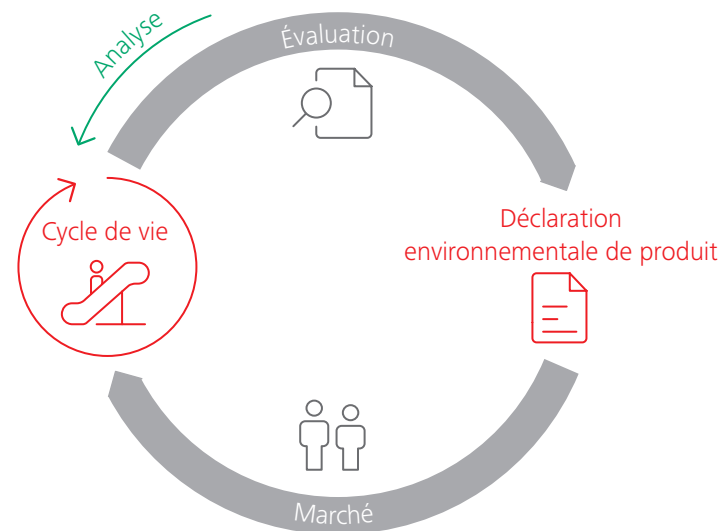 Analyse
Évaluation
Cycle de vie
Déclaration
environnementale de produit
Marché